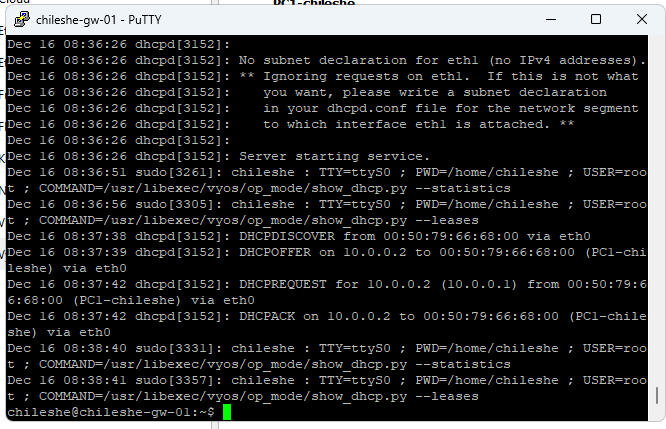 PC1-chileshe
chileshe-gw-01 - PuTTY
Dec 16 08:36:26 dhcpd[3152]:
Dec 16 08:36:26 dhcpd[3152]: No subnet declaration for eth1 (no IPv4 addresses).
Dec 16 08:36:26 dhcpd[3152]: ** Ignoring requests on eth1.  If this is not what
Dec 16 08:36:26 dhcpd[3152]:    you want, please write a subnet declaration
Dec 16 08:36:26 dhcpd[3152]:    in your dhcpd.conf file for the network segment
Dec 16 08:36:26 dhcpd[3152]:    to which interface eth1 is attached. **
Dec 16 08:36:26 dhcpd[3152]:
Dec 16 08:36:26 dhcpd[3152]: Server starting service.
Dec 16 08:36:51 sudo[3261]: chileshe : TTY=ttyS0 ; PWD=/home/chileshe ; USER=roo
t ; COMMAND=/usr/libexec/vyos/op_mode/show_dhcp.py --statistics
Dec 16 08:36:56 sudo[3305]: chileshe : TTY=ttyS0 ; PWD=/home/chileshe ; USER=roo
t ; COMMAND=/usr/libexec/vyos/op_mode/show_dhcp.py --leases
Dec 16 08:37:38 dhcpd[3152]: DHCPDISCOVER from 00:50:79:66:68:00 via eth0
Dec 16 08:37:39 dhcpd[3152]: DHCPOFFER on 10.0.0.2 to 00:50:79:66:68:00 (PC1-chi
leshe) via eth0
Dec 16 08:37:42 dhcpd[3152]: DHCPREQUEST for 10.0.0.2 (10.0.0.1) from 00:50:79:6
6:68:00 (PC1-chileshe) via eth0
Dec 16 08:37:42 dhcpd[3152]: DHCPACK on 10.0.0.2 to 00:50:79:66:68:00 (PC1-chile
she) via eth0
Dec 16 08:38:40 sudo[3331]: chileshe : TTY=ttyS0 ; PWD=/home/chileshe ; USER=roo
t ; COMMAND=/usr/libexec/vyos/op_mode/show_dhcp.py --statistics
Dec 16 08:38:41 sudo[3357]: chileshe : TTY=ttyS0 ; PWD=/home/chileshe ; USER=roo
t ; COMMAND=/usr/libexec/vyos/op_mode/show_dhcp.py --leases
chileshe@chileshe-gw-01:~$